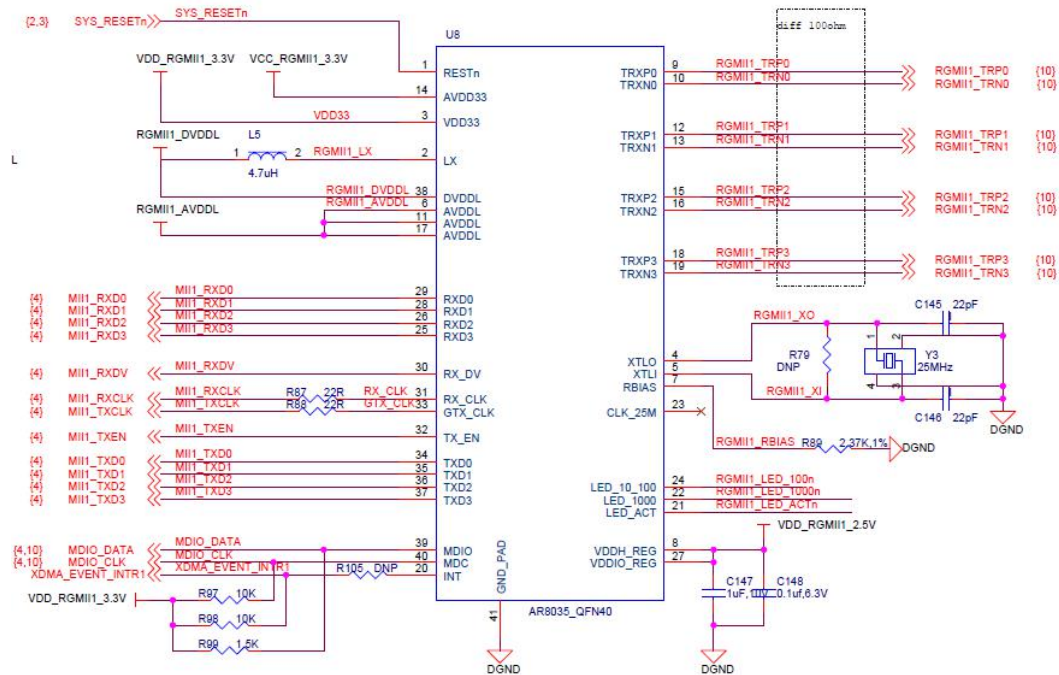 {2,3} SYS_RESETn SYS_RESETn
VDD_RGMII1_3.3V VCC_RGMII1_3.3V
U8
1 RESTn
14 AVDD33
VDD33 3 VDD33
RGMII1_DVDDL
L5
1 2 RGMII1_LX 2 LX
4.7uH
L
RGMII1_DVDDL 38 DVDDL
RGMII1_AVDDL 6 AVDDL
RGMII1_AVDDL
11 AVDDL
17 AVDDL
{4} MII1_RXD0 MII1_RXD0 29 RXD0
{4} MII1_RXD1 MII1_RXD1 28 RXD1
{4} MII1_RXD2 MII1_RXD2 26 RXD2
{4} MII1_RXD3 MII1_RXD3 25 RXD3
{4} MII1_RXDV MII1_RXDV 30 RX_DV
{4} MII1_RXCLK MII1_RXCLK R87 22R RX_CLK 31 RX_CLK
{4} MII1_TXCLK MII1_TXCLK R88 22R GTX_CLK 33 GTX_CLK
{4} MII1_TXEN MII1_TXEN 32 TX_EN
{4} MII1_TXD0 MII1_TXD0 34 TXD0
{4} MII1_TXD1 MII1_TXD1 35 TXD1
{4} MII1_TXD2 MII1_TXD2 36 TXD2
{4} MII1_TXD3 MII1_TXD3 37 TXD3
{4,10} MDIO_DATA MDIO_DATA 39 MDIO
{4,10} MDIO_CLK MDIO_CLK 40 MDC
XDMA_EVENT_INTR1 XDMA_EVENT_INTR1 R105 DNP 20 INT
VDD_RGMII1_3.3V
R97 10K
R98 10K
R99 1.5K
GND_PAD
41
DGND
AR8035_QFN40
diff 100ohm
TRXP0 9 RGMII1_TRP0 RGMII1_TRP0 {10}
TRXN0 10 RGMII1_TRN0 RGMII1_TRN0 {10}
TRXP1 12 RGMII1_TRP1 RGMII1_TRP1 {10}
TRXN1 13 RGMII1_TRN1 RGMII1_TRN1 {10}
TRXP2 15 RGMII1_TRP2 RGMII1_TRP2 {10}
TRXN2 16 RGMII1_TRN2 RGMII1_TRN2 {10}
TRXP3 18 RGMII1_TRP3 RGMII1_TRP3 {10}
TRXN3 19 RGMII1_TRN3 RGMII1_TRN3 {10}
C145 22pF
RGMII1_XO
1 2
R79
DNP
Y3
25MHz
XTLO 4
XTLI 5
RGMII1_XI
4 3
RBIAS 7
C146 22pF
DGND
CLK_25M 23
RGMII1_RBIAS R89 2.37K,1% DGND
LED_10_100 24 RGMII1_LED_100n
LED_1000 22 RGMII1_LED_1000n
LED_ACT 21 RGMII1_LED_ACTn
VDD_RGMII1_2.5V
VDDH_REG 8
VDDIO_REG 27
C147 C148
1uF, 0.1uf,6.3V
DGND